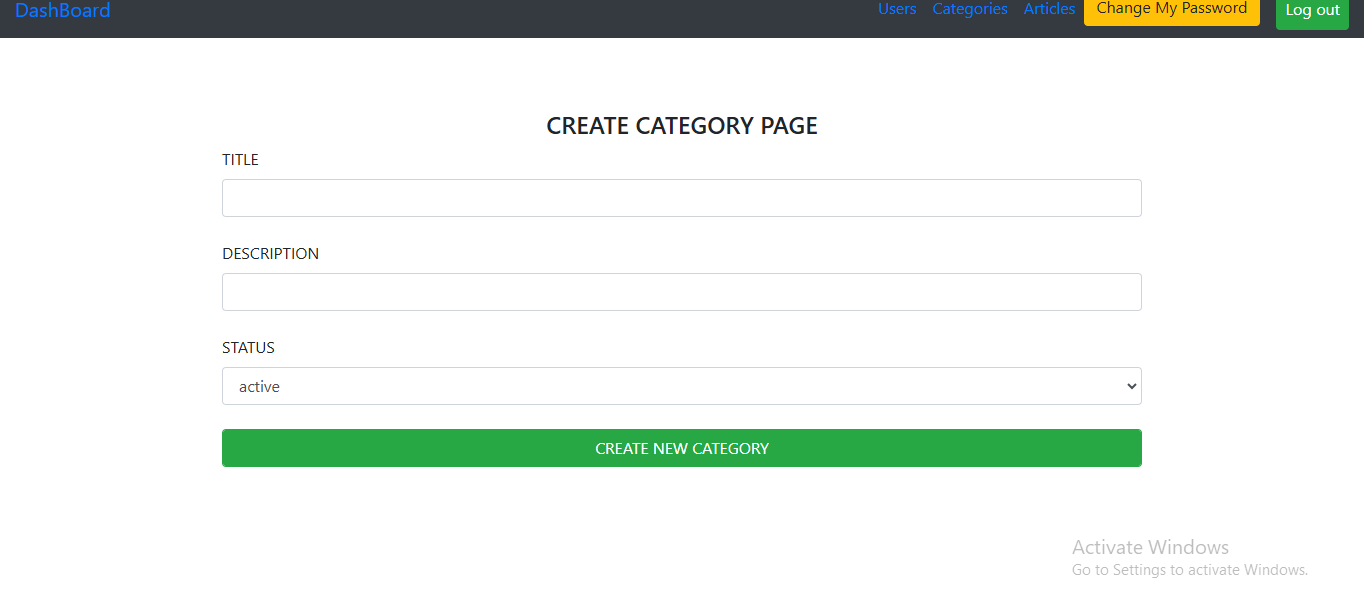 DashBoard
Users Categories Articles Change My Password Log out
CREATE CATEGORY PAGE
TITLE
DESCRIPTION
STATUS
active
CREATE NEW CATEGORY
Activate Windows
Go to Settings to activate Windows.